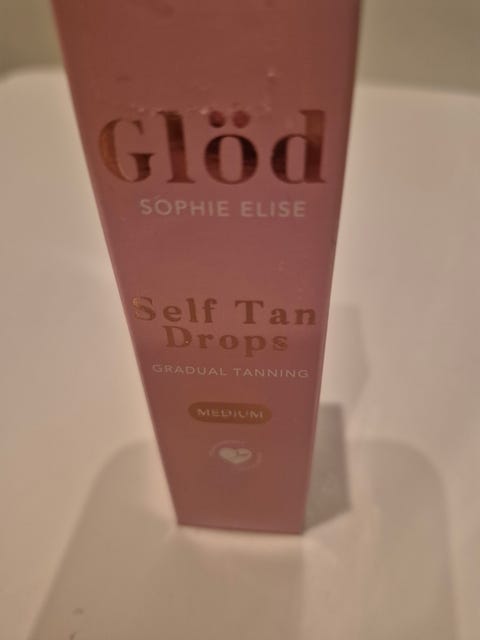 Glöd
SOPHIE ELISE
Self Tan
Drops
GRADUAL TANNING
MEDIUM